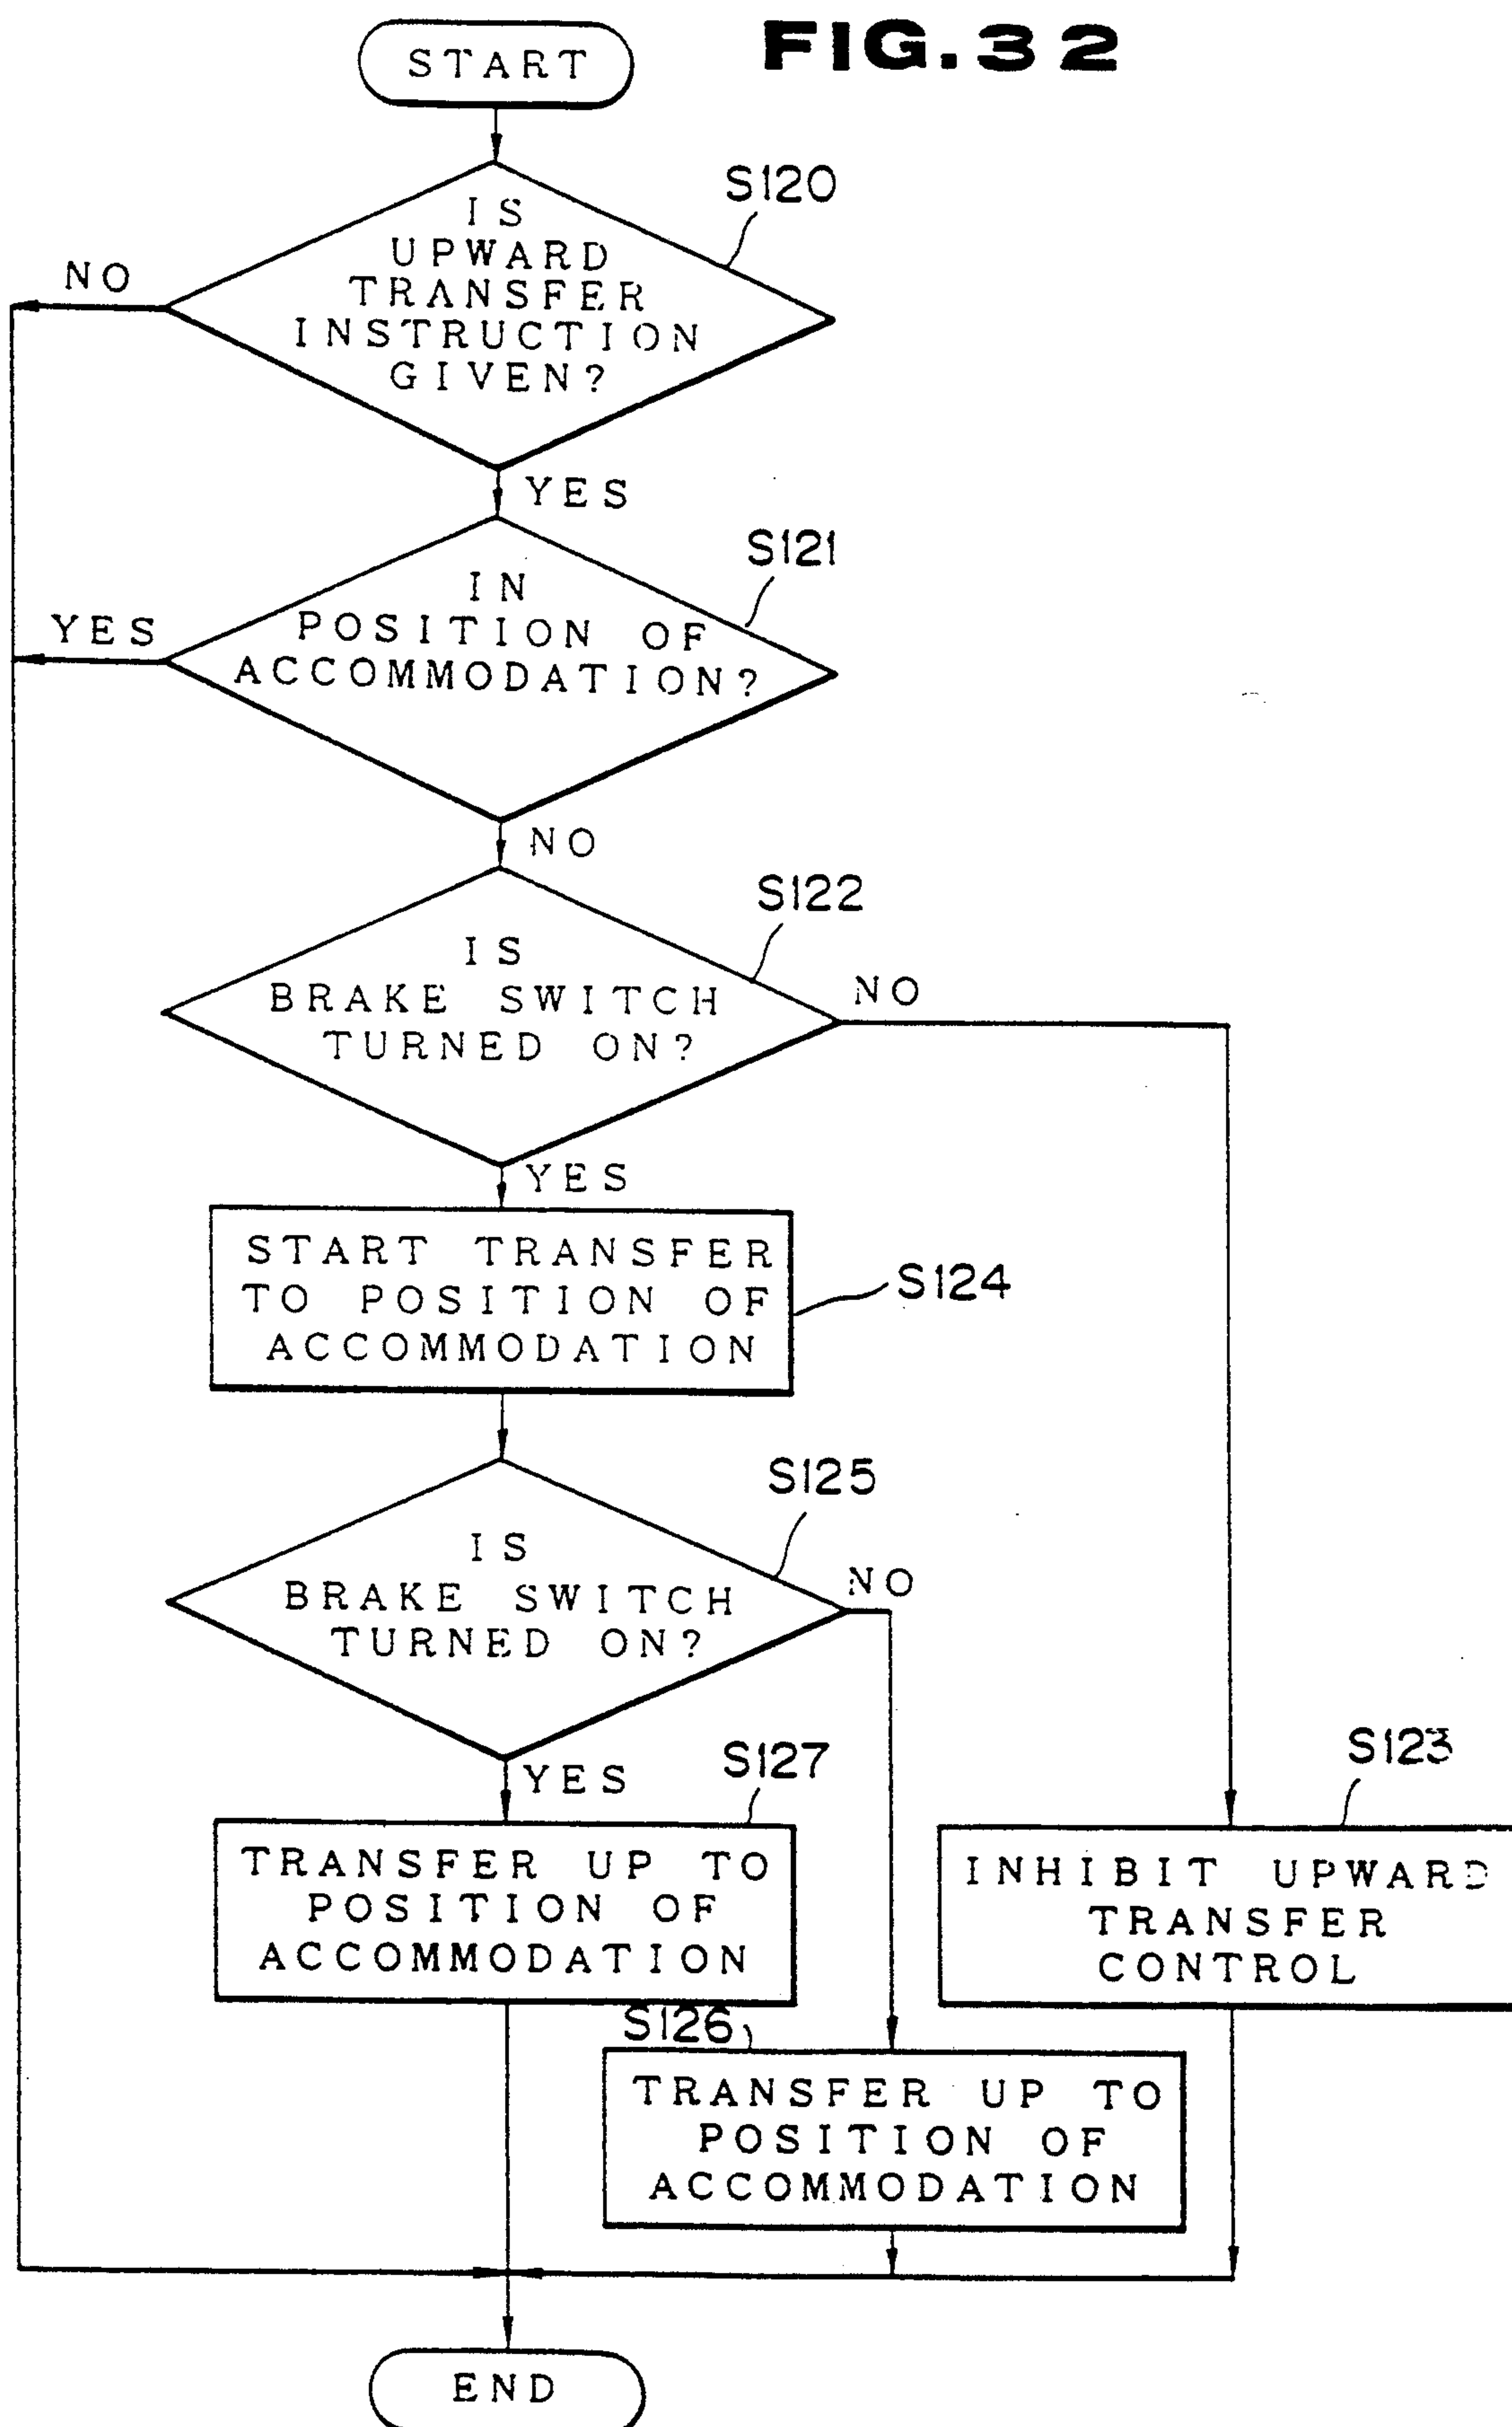 FIG.32
START
S120
IS
UPWARD
TRANSFER
INSTRUCTION
GIVEN?
NO
YES
S121
IN
POSITION OF
ACCOMMODATION?
YES
NO
S122
IS
BRAKE SWITCH
TURNED ON?
NO
YES
START TRANSFER
TO POSITION OF
ACCOMMODATION
S124
S125
IS
BRAKE SWITCH
TURNED ON?
NO
YES
S127
TRANSFER UP TO
POSITION OF
ACCOMMODATION
S123
INHIBIT UPWARD
TRANSFER
CONTROL
S126
TRANSFER UP TO
POSITION OF
ACCOMMODATION
END